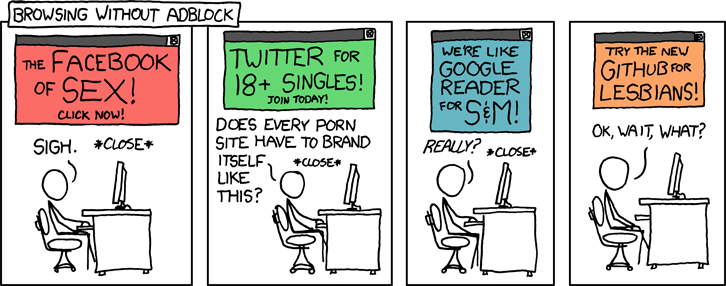 BROWSING WITHOUT ADBLOCK
THE FACEBOOK
OF SEX!
CLICK NOW!
SIGH.
*CLOSE*
TWITTER FOR
18+ SINGLES!
JOIN TODAY!
DOES EVERY PORN
SITE HAVE TO BRAND
ITSELF
LIKE
THIS?
*CLOSE*
WE'RE LIKE
GOOGLE
READER
FOR S&M!
REALLY?
*CLOSE*
TRY THE NEW
GITHUB FOR
LESBIANS!
OK, WAIT, WHAT?